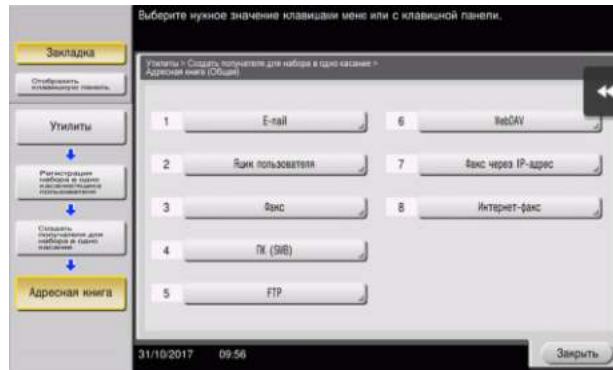 Выберите нужное значение клавишами меню или с клавишной панели.
Закладка
Отобразить
клавишную панель.
Утилиты > Создать получателя для набора в одно касание >
Адресная книга (Общая)
Утилиты
1 E-mail
6 WebDAV
2 Ящик пользователя
7 Факс через IP-адрес
Регистрация
набора в одно
касание/ящика
пользователя
3 Факс
8 Интернет-факс
Создать
получателя для
набора в одно
касание
4 ПК (SMB)
Адресная книга
5 FTP
31/10/2017 09:56
Закрыть